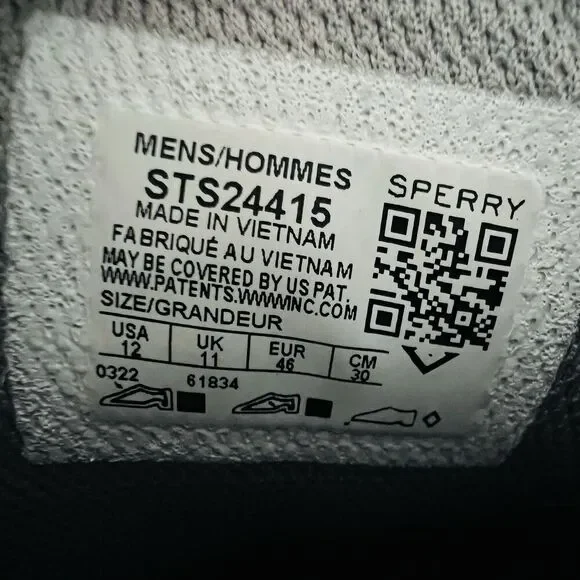 MENS/HOMMES
STS24415
MADE IN VIETNAM
FABRIQUÉ AU VIETNAM
MAY BE COVERED BY US PAT.
WWW.PATENTS.WWWINC.COM
SIZE/GRANDEUR
USA UK EUR CM
12 11 46 30
0322 61834
SPERRY